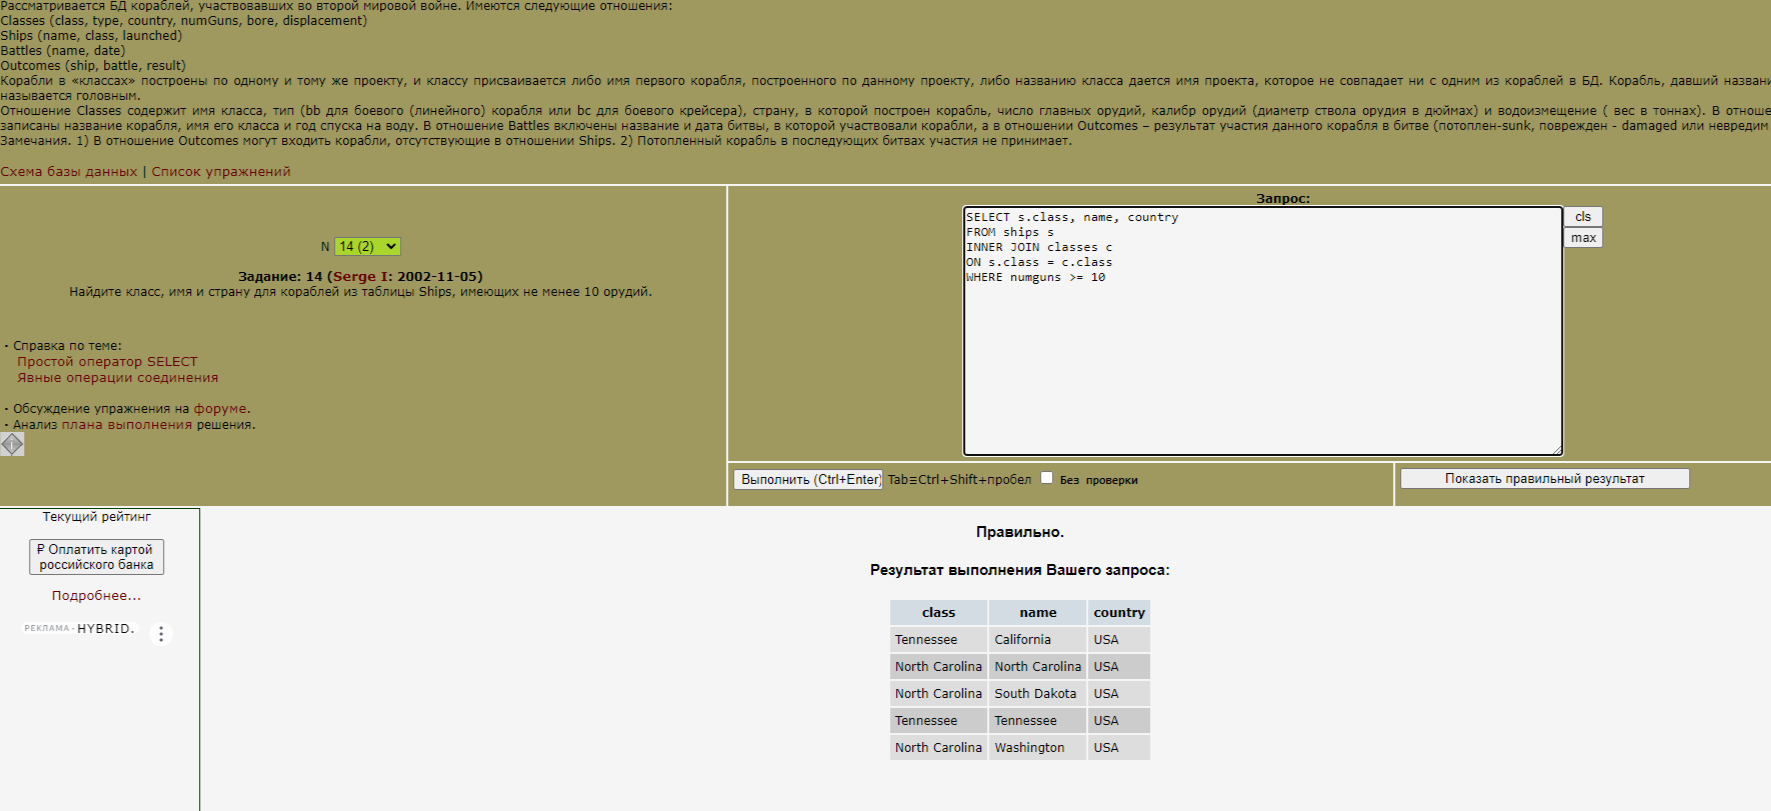 Рассматривается БД кораблей, участвовавших во второй мировой войне. Имеются следующие отношения:
Classes (class, type, country, numGuns, bore, displacement)
Ships (name, class, launched)
Battles (name, date)
Outcomes (ship, battle, result)
Корабли в «классах» построены по одному и тому же проекту, и классу присваивается либо имя первого корабля, построенного по данному проекту, либо названию класса дается имя проекта, которое не совпадает ни с одним из кораблей в БД. Корабль, давший названи
называется головным.
Отношение Classes содержит имя класса, тип (bb для боевого (линейного) корабля или bc для боевого крейсера), страну, в которой построен корабль, число главных орудий, калибр орудий (диаметр ствола орудия в дюймах) и водоизмещение ( вес в тоннах). В отноше
записаны название корабля, имя его класса и год спуска на воду. В отношение Battles включены название и дата битвы, в которой участвовали корабли, а в отношении Outcomes – результат участия данного корабля в битве (потоплен-sunk, поврежден - damaged или невредим
Замечания. 1) В отношение Outcomes могут входить корабли, отсутствующие в отношении Ships. 2) Потопленный корабль в последующих битвах участия не принимает.
Схема базы данных | Список упражнений
N 14 (2)
Задание: 14 (Serge I: 2002-11-05)
Найдите класс, имя и страну для кораблей из таблицы Ships, имеющих не менее 10 орудий.
- Справка по теме:
Простой оператор SELECT
Явные операции соединения
- Обсуждение упражнения на форуме.
- Анализ плана выполнения решения.
Запрос:
SELECT s.class, name, country
FROM ships s
INNER JOIN classes c
ON s.class = c.class
WHERE numguns >= 10
cls
max
Выполнить (Ctrl+Enter) Tab≡Ctrl+Shift+пробел Без проверки
Показать правильный результат
Текущий рейтинг
₽ Оплатить картой
российского банка
Подробнее...
РЕКЛАМА · HYBRID.
Правильно.
Результат выполнения Вашего запроса:
class name country
Tennessee California USA
North Carolina North Carolina USA
North Carolina South Dakota USA
Tennessee Tennessee USA
North Carolina Washington USA